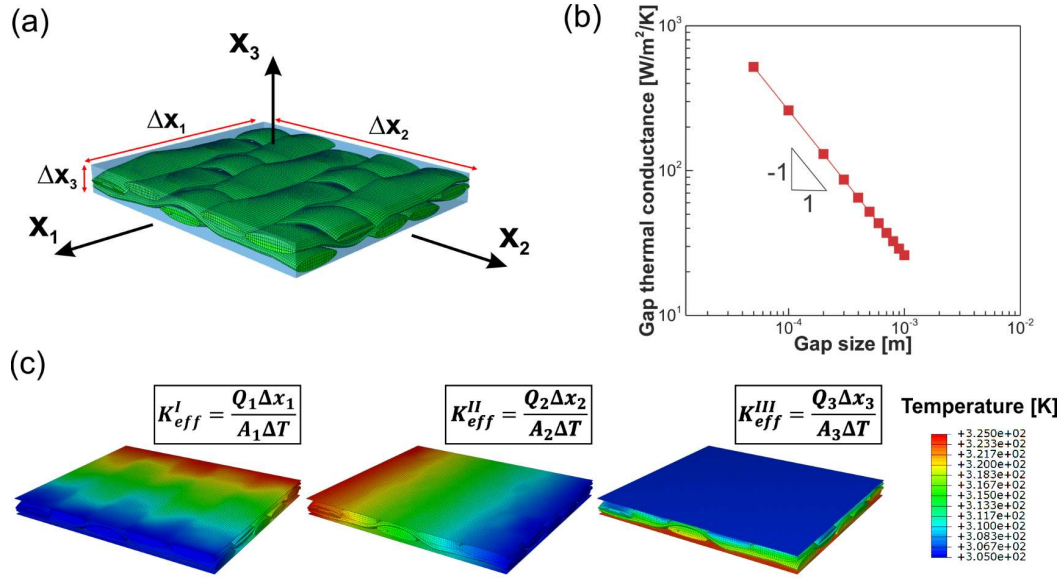 (a)
x₃
Δx₁
Δx₂
Δx₃
x₁
x₂
(b)
Gap thermal conductance [W/m²/K]
10³
10²
10¹
-1
1
10⁻⁴
10⁻³
10⁻²
Gap size [m]
(c)
K^I_eff = Q₁Δx₁ / A₁ΔT
K^II_eff = Q₂Δx₂ / A₂ΔT
K^III_eff = Q₃Δx₃ / A₃ΔT
Temperature [K]
+3.250e+02
+3.233e+02
+3.217e+02
+3.200e+02
+3.183e+02
+3.167e+02
+3.150e+02
+3.133e+02
+3.117e+02
+3.100e+02
+3.083e+02
+3.067e+02
+3.050e+02